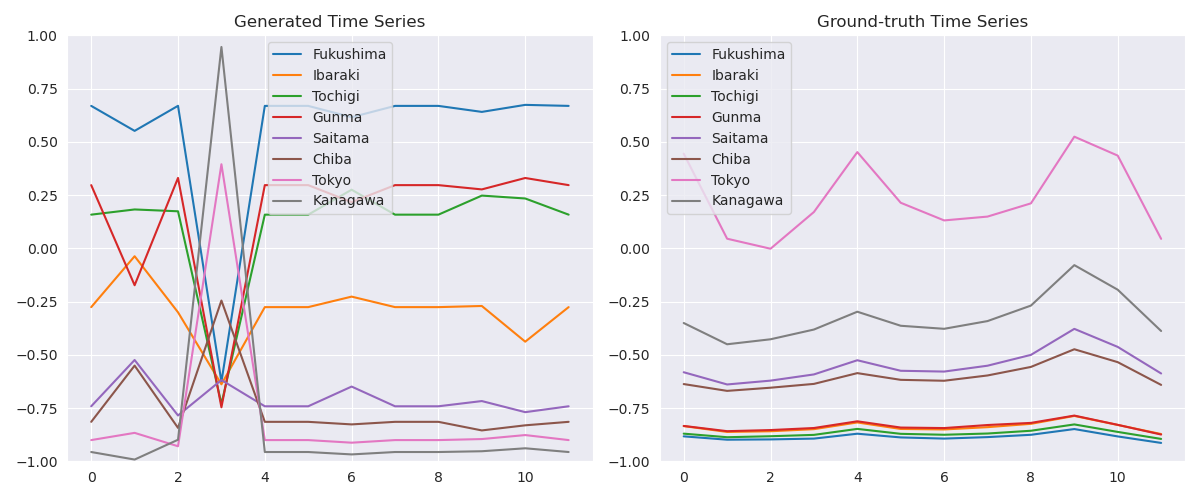 Generated Time Series
1.00
0.75
0.50
0.25
0.00
−0.25
−0.50
−0.75
−1.00
0 2 4 6 8 10
Fukushima
Ibaraki
Tochigi
Gunma
Saitama
Chiba
Tokyo
Kanagawa
Ground-truth Time Series
1.00
0.75
0.50
0.25
0.00
−0.25
−0.50
−0.75
−1.00
0 2 4 6 8 10
Fukushima
Ibaraki
Tochigi
Gunma
Saitama
Chiba
Tokyo
Kanagawa